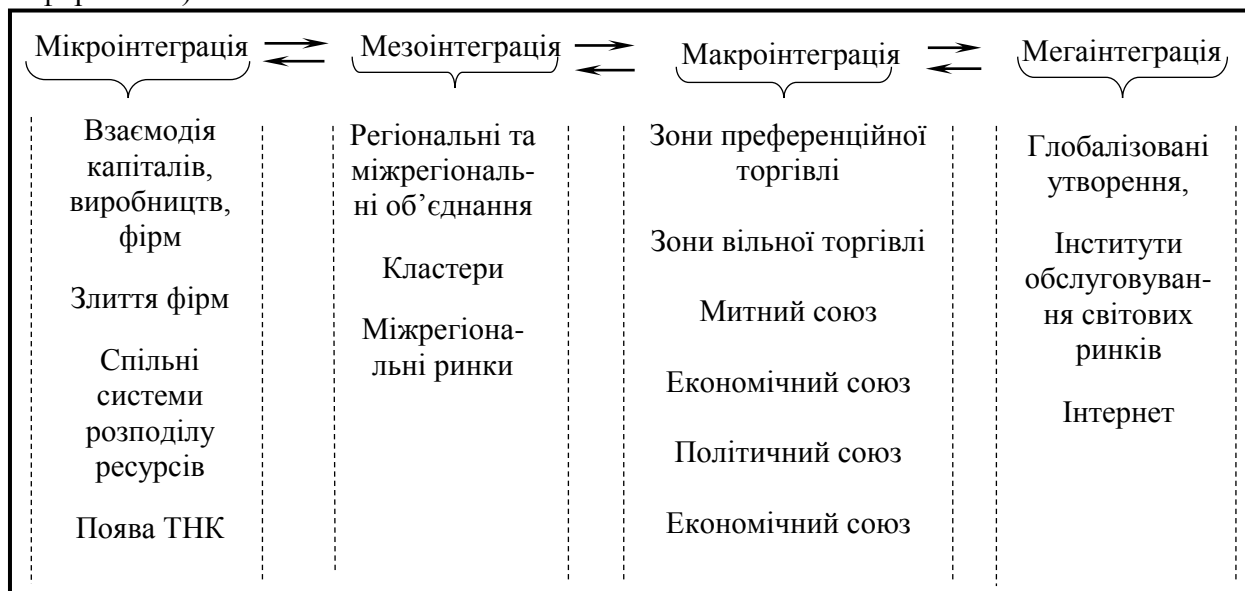 Мікроінтеграція
Мезоінтеграція
Макроінтеграція
Мегаінтеграція
Взаємодія
капіталів,
виробництв,
фірм
Злиття фірм
Спільні
системи
розподілу
ресурсів
Поява ТНК
Регіональні та
міжрегіональ-
ні об’єднання
Кластери
Міжрегіона-
льні ринки
Зони преференційної
торгівлі
Зони вільної торгівлі
Митний союз
Економічний союз
Політичний союз
Економічний союз
Глобалізовані
утворення,
Інститути
обслуговуван-
ня світових
ринків
Інтернет